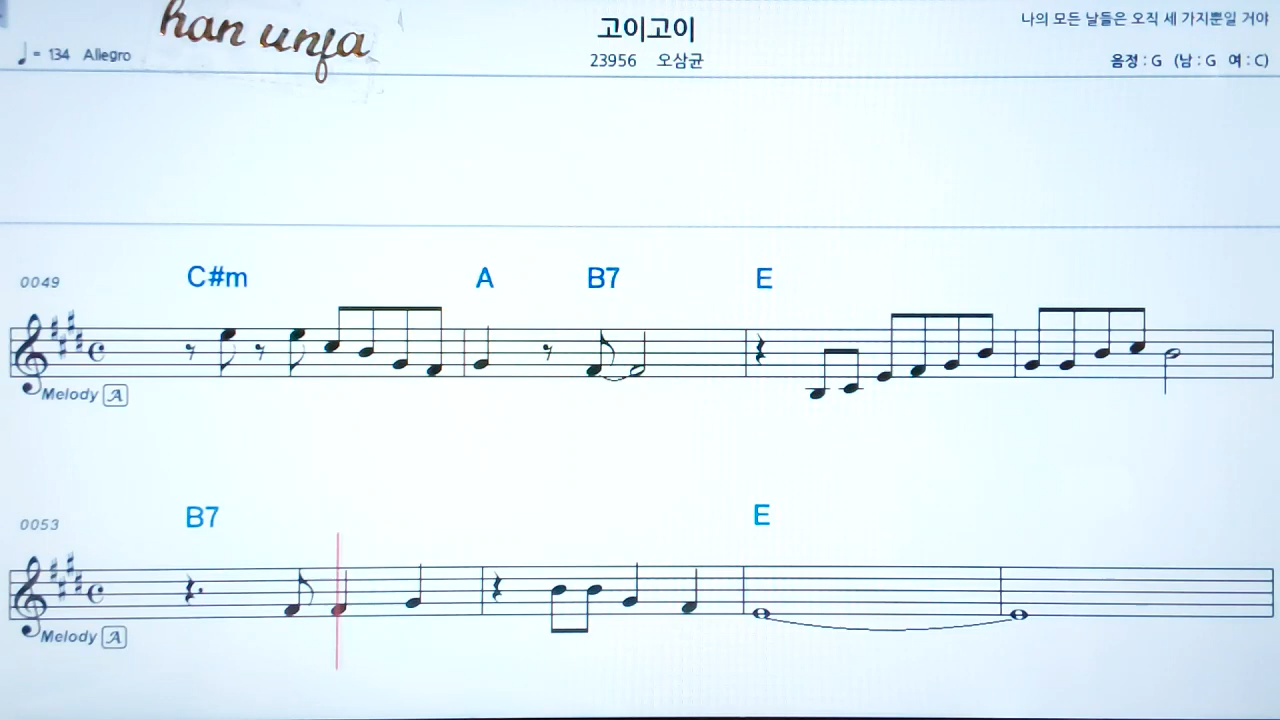 han unfa
고이고이
나의 모든 날들은 오직 세 가지뿐일 거야
♩= 134 Allegro
23956 오삼균
음정 : G (남 : G 여 : C)
0049 C#m A B7 E
Melody A
0053 B7 E
Melody A